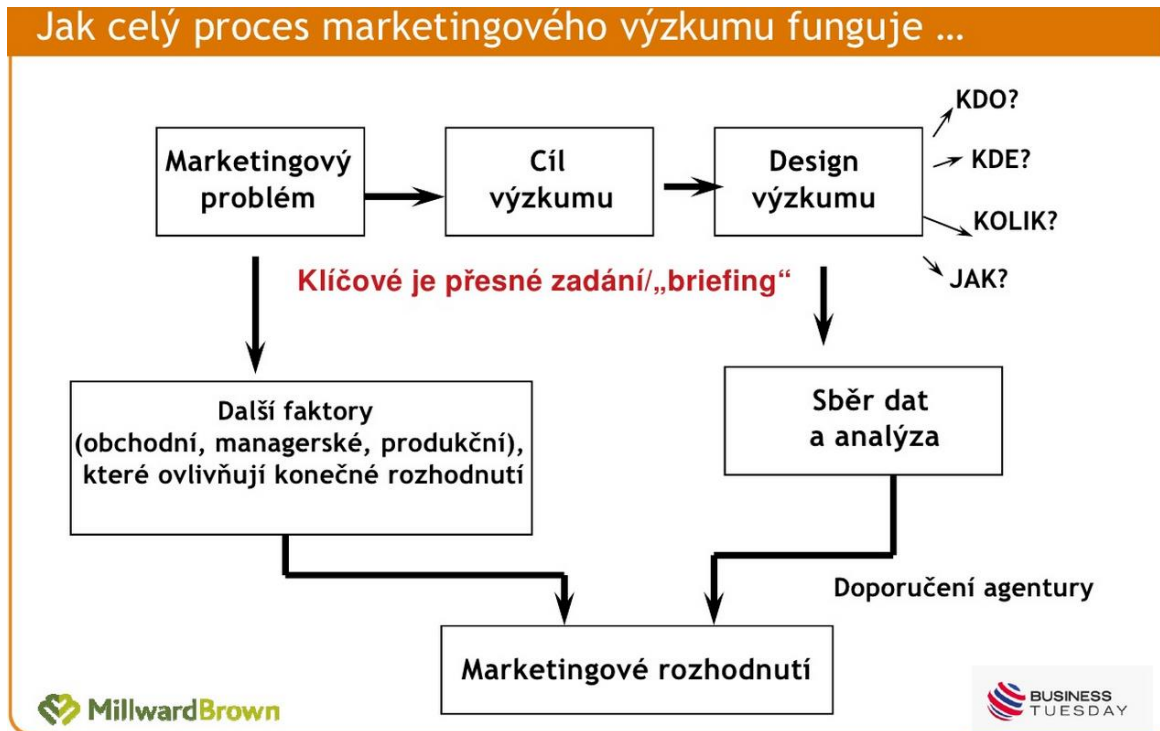 Jak celý proces marketingového výzkumu funguje …
Marketingový
problém
Cíl
výzkumu
Design
výzkumu
KDO?
KDE?
KOLIK?
JAK?
Klíčové je přesné zadání/„briefing“
Další faktory
(obchodní, managerské, produkční),
které ovlivňují konečné rozhodnutí
Sběr dat
a analýza
Doporučení agentury
Marketingové rozhodnutí
MillwardBrown
BUSINESS
TUESDAY